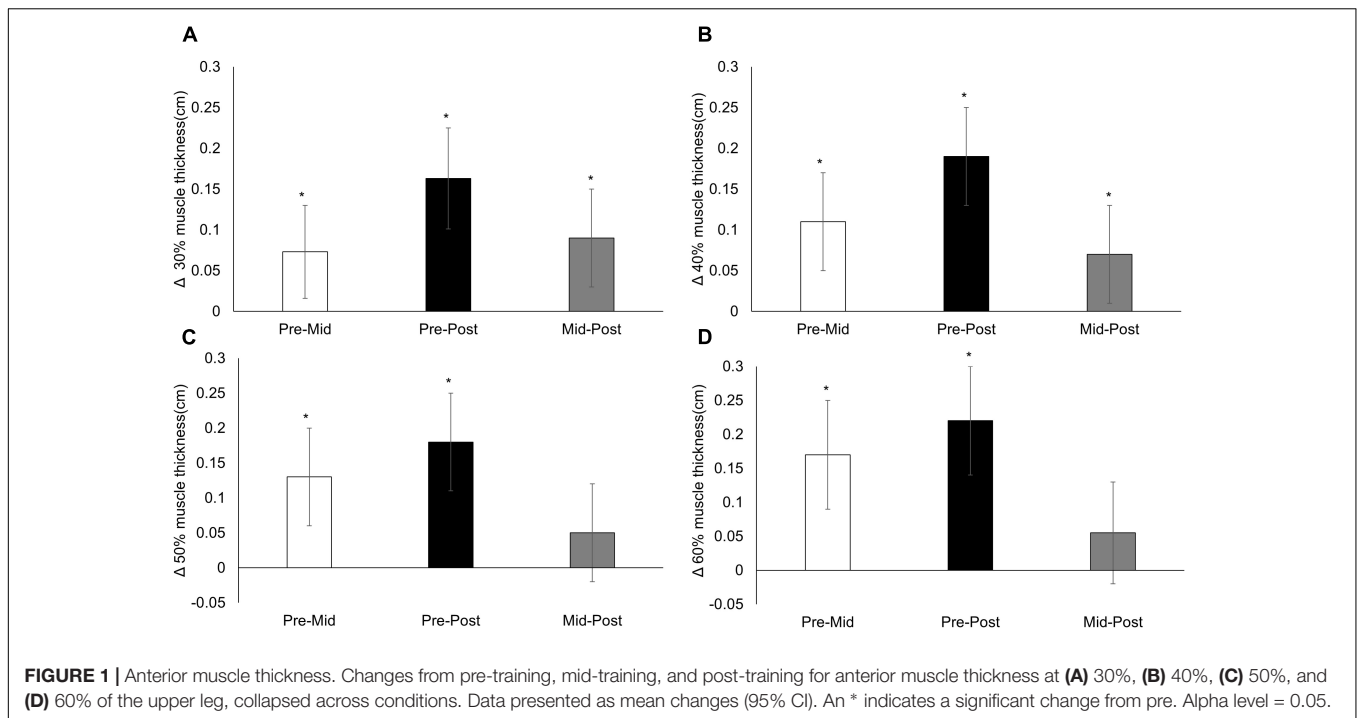 A
0.3
0.25
0.2
0.15
0.1
0.05
0
Δ 30% muscle thickness(cm)
*
*
*
Pre-Mid
Pre-Post
Mid-Post
B
0.3
0.25
0.2
0.15
0.1
0.05
0
Δ 40% muscle thickness(cm)
*
*
*
Pre-Mid
Pre-Post
Mid-Post
C
0.3
0.25
0.2
0.15
0.1
0.05
0
-0.05
Δ 50% muscle thickness(cm)
*
*
Pre-Mid
Pre-Post
Mid-Post
D
0.3
0.25
0.2
0.15
0.1
0.05
0
-0.05
Δ 60% muscle thickness(cm)
*
*
Pre-Mid
Pre-Post
Mid-Post
FIGURE 1 | Anterior muscle thickness. Changes from pre-training, mid-training, and post-training for anterior muscle thickness at (A) 30%, (B) 40%, (C) 50%, and
(D) 60% of the upper leg, collapsed across conditions. Data presented as mean changes (95% CI). An * indicates a significant change from pre. Alpha level = 0.05.